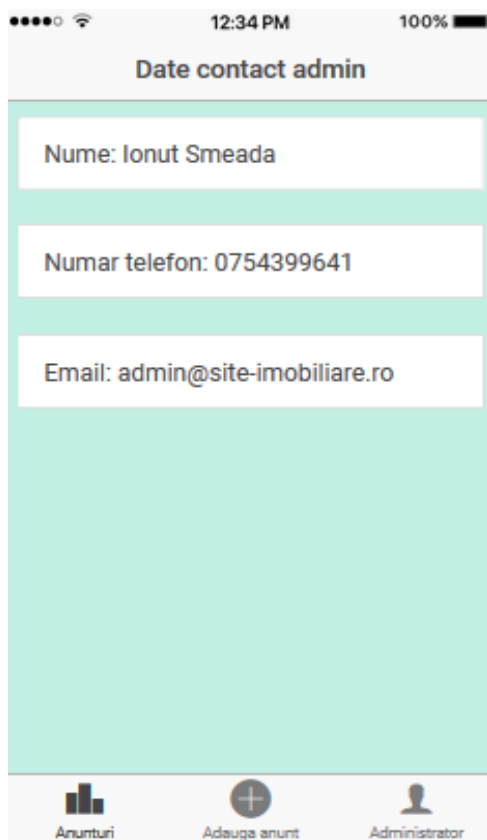 12:34 PM
100%
Date contact admin
Nume: Ionut Smeada
Numar telefon: 0754399641
Email: admin@site-imobiliare.ro
Anunturi Adauga anunt Administrator